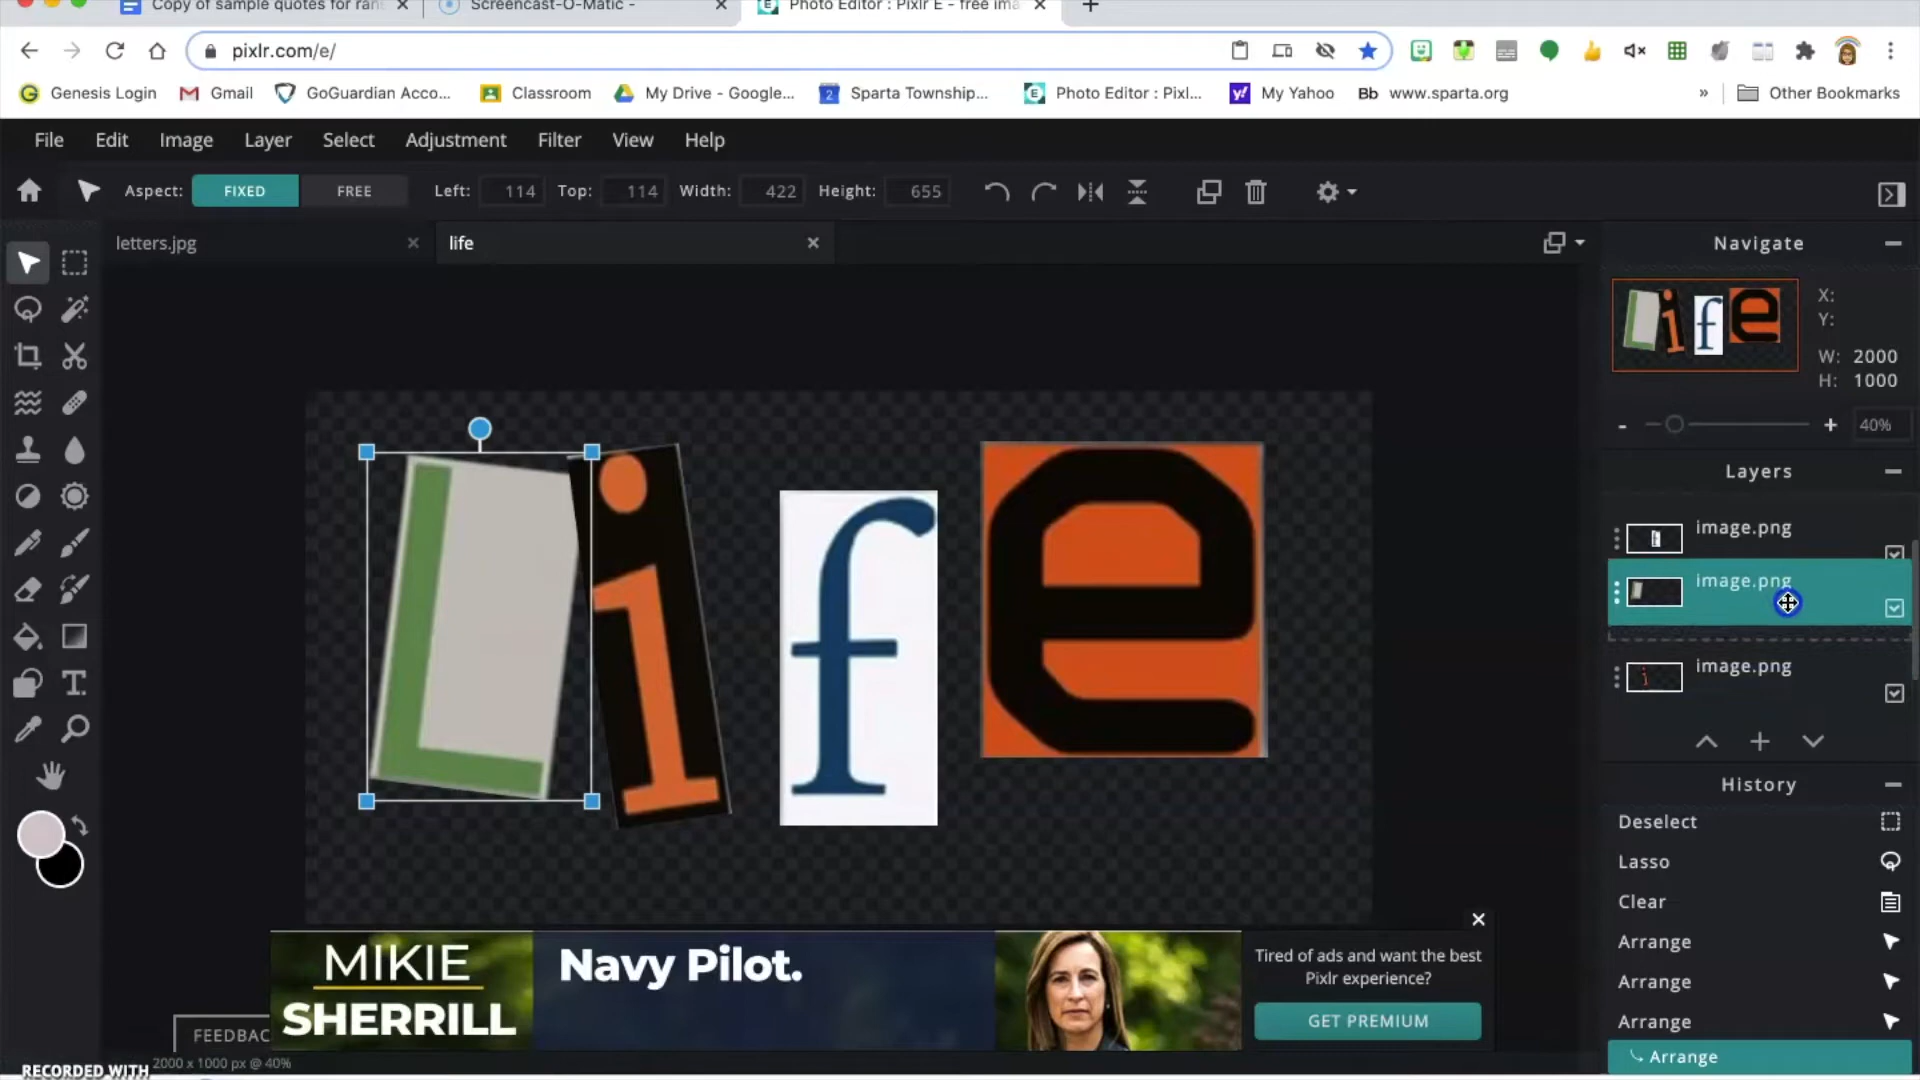 Copy of sample quotes for ran
Screencast-O-Matic -
Photo Editor : Pixlr E - free ima
pixlr.com/e/
Genesis Login
Gmail
GoGuardian Acco...
Classroom
My Drive - Google...
2 Sparta Township...
Photo Editor : Pixl...
My Yahoo
Bb www.sparta.org
» Other Bookmarks
File Edit Image Layer Select Adjustment Filter View Help
Aspect: FIXED FREE Left: 114 Top: 114 Width: 422 Height: 655
letters.jpg
life
Navigate
X:
Y:
W: 2000
H: 1000
- + 40%
Layers
image.png
image.png
image.png
L i f e
History
Deselect
Lasso
Clear
Arrange
Arrange
Arrange
Arrange
MIKIE
SHERRILL
Navy Pilot.
Tired of ads and want the best
Pixlr experience?
GET PREMIUM
FEEDBAC
2000 x 1000 px @ 40%
RECORDED WITH